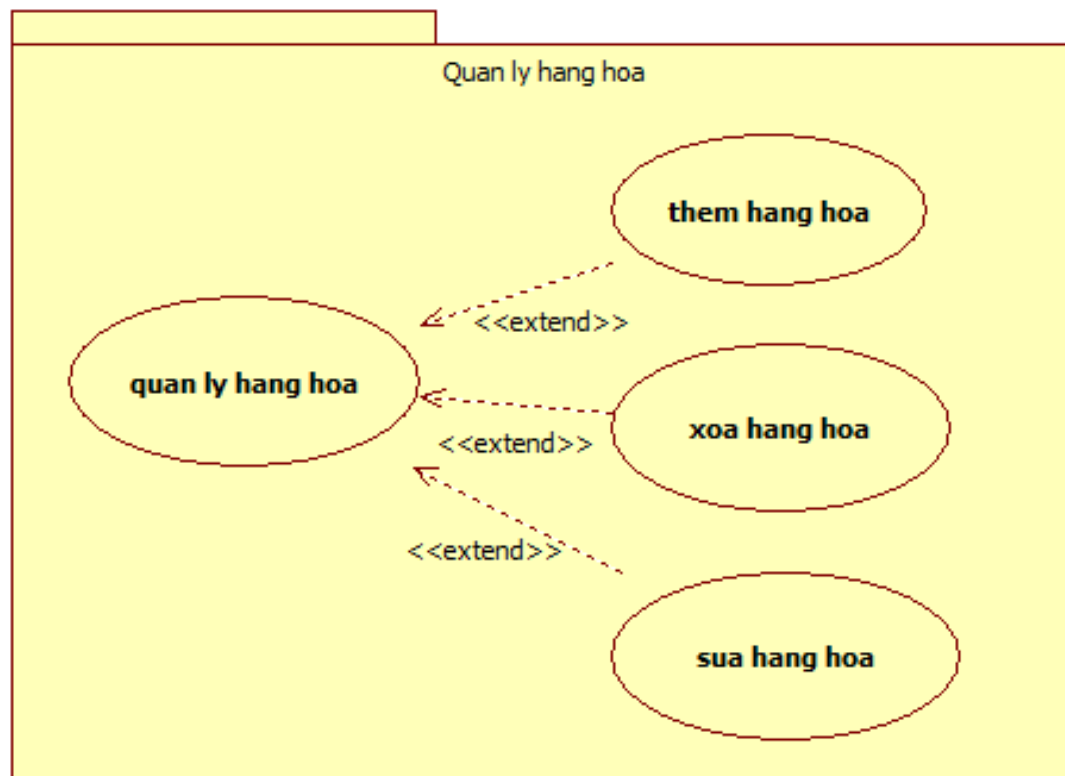 Quan ly hang hoa
them hang hoa
<<extend>>
quan ly hang hoa
xoa hang hoa
<<extend>>
<<extend>>
sua hang hoa